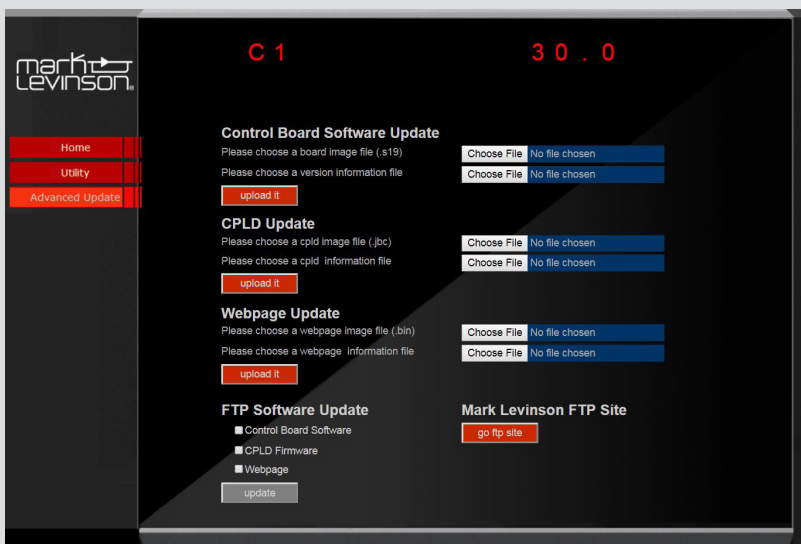 mark
Levinson®
C1
30.0
Home
Utility
Advanced Update
Control Board Software Update
Please choose a board image file (.s19)
Choose File No file chosen
Please choose a version information file
Choose File No file chosen
upload it
CPLD Update
Please choose a cpld image file (.jbc)
Choose File No file chosen
Please choose a cpld information file
Choose File No file chosen
upload it
Webpage Update
Please choose a webpage image file (.bin)
Choose File No file chosen
Please choose a webpage information file
Choose File No file chosen
upload it
FTP Software Update
Control Board Software
CPLD Firmware
Webpage
update
Mark Levinson FTP Site
go ftp site